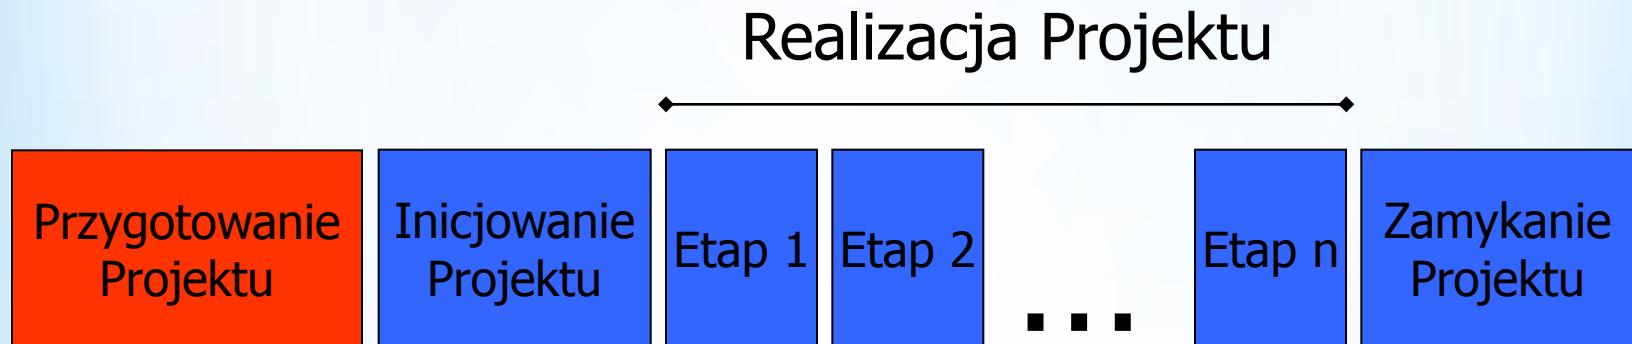 Realizacja Projektu
Przygotowanie
Projektu
Inicjowanie
Projektu
Etap 1
Etap 2
...
Etap n
Zamykanie
Projektu